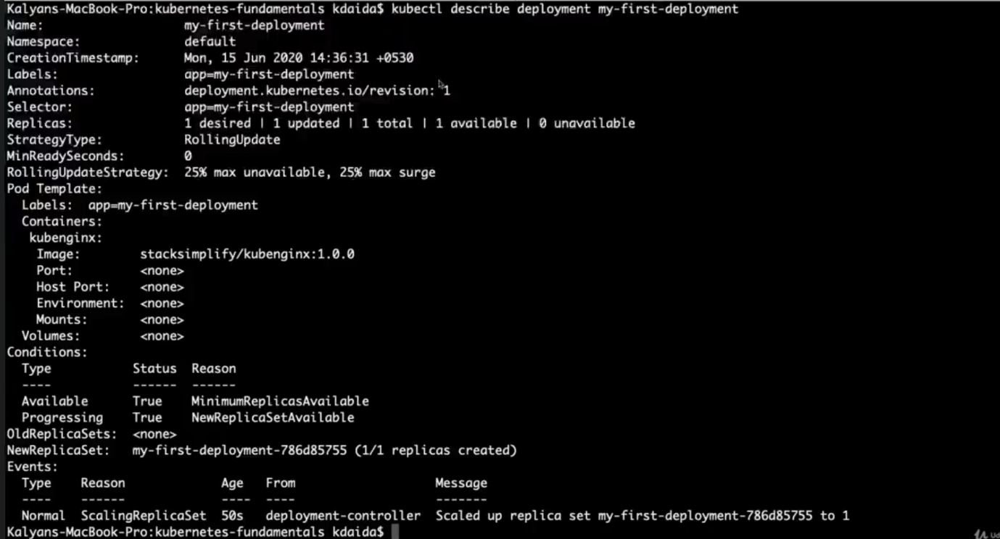 Kalyans-MacBook-Pro:kubernetes-fundamentals kdaida$ kubectl describe deployment my-first-deployment
Name:                   my-first-deployment
Namespace:              default
CreationTimestamp:      Mon, 15 Jun 2020 14:36:31 +0530
Labels:                 app=my-first-deployment
Annotations:            deployment.kubernetes.io/revision: 1
Selector:               app=my-first-deployment
Replicas:               1 desired | 1 updated | 1 total | 1 available | 0 unavailable
StrategyType:           RollingUpdate
MinReadySeconds:        0
RollingUpdateStrategy:  25% max unavailable, 25% max surge
Pod Template:
  Labels:  app=my-first-deployment
  Containers:
   kubenginx:
    Image:        stacksimplify/kubenginx:1.0.0
    Port:         <none>
    Host Port:    <none>
    Environment:  <none>
    Mounts:       <none>
  Volumes:        <none>
Conditions:
  Type           Status  Reason
  ----           ------  ------
  Available      True    MinimumReplicasAvailable
  Progressing    True    NewReplicaSetAvailable
OldReplicaSets:  <none>
NewReplicaSet:   my-first-deployment-786d85755 (1/1 replicas created)
Events:
  Type    Reason             Age   From                   Message
  ----    ------             ----  ----                   -------
  Normal  ScalingReplicaSet  50s   deployment-controller  Scaled up replica set my-first-deployment-786d85755 to 1
Kalyans-MacBook-Pro:kubernetes-fundamentals kdaida$